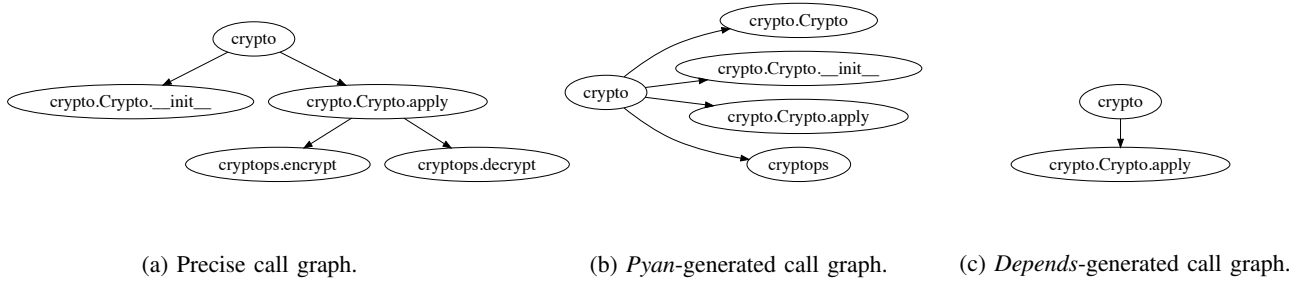 crypto
crypto.Crypto.__init__
crypto.Crypto.apply
cryptops.encrypt
cryptops.decrypt
(a) Precise call graph.
crypto.Crypto
crypto.Crypto.__init__
crypto
crypto.Crypto.apply
cryptops
(b) Pyan-generated call graph.
crypto
crypto.Crypto.apply
(c) Depends-generated call graph.